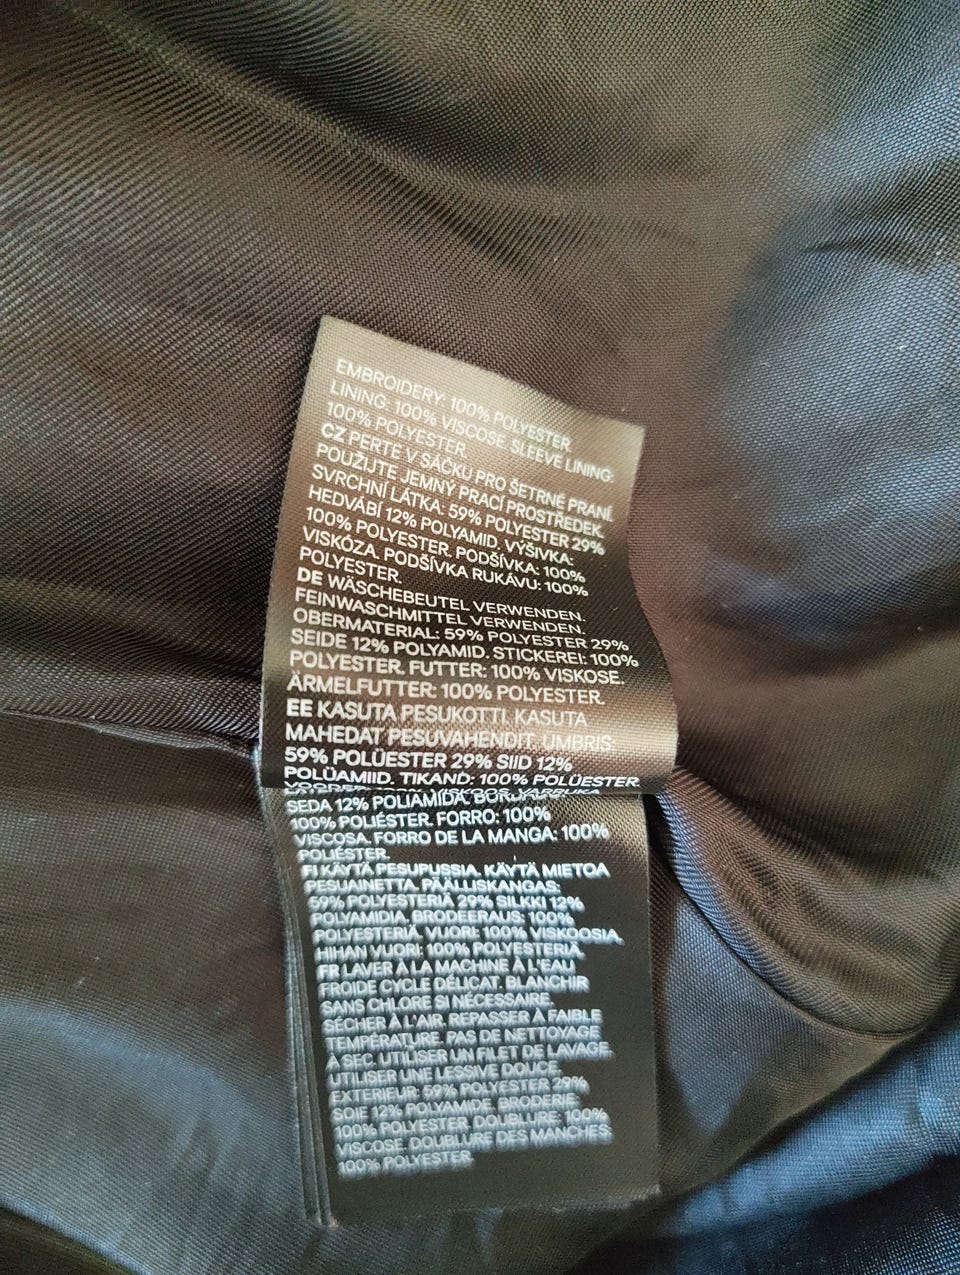 EMBROIDERY: 100% POLYESTER.
LINING: 100% VISCOSE. SLEEVE LINING:
100% POLYESTER.
CZ PERTE V SÁČKU PRO ŠETRNÉ PRANÍ.
POUŽIJTE JEMNÝ PRACÍ PROSTŘEDEK.
SVRCHNÍ LÁTKA: 59% POLYESTER 29%
HEDVÁBÍ 12% POLYAMID. VÝŠIVKA:
100% POLYESTER. PODŠÍVKA: 100%
VISKÓZA. PODŠÍVKA RUKÁVU: 100%
POLYESTER.
DE WÄSCHEBEUTEL VERWENDEN.
FEINWASCHMITTEL VERWENDEN.
OBERMATERIAL: 59% POLYESTER 29%
SEIDE 12% POLYAMID. STICKEREI: 100%
POLYESTER. FUTTER: 100% VISKOSE.
ÄRMELFUTTER: 100% POLYESTER.
EE KASUTA PESUKOTTI. KASUTA
MAHEDAT PESUVAHENDIT. ÜMBRIS:
59% POLÜESTER 29% SIID 12%
POLÜAMIID. TIKAND: 100% POLÜESTER.
SEDA 12% POLIAMIDA.
100% POLIÉSTER. FORRO: 100%
VISCOSA. FORRO DE LA MANGA: 100%
POLIÉSTER.
FI KÄYTÄ PESUPUSSIA. KÄYTÄ MIETOA
PESUAINETTA. PÄÄLLISKANGAS:
59% POLYESTERIÄ 29% SILKKI 12%
POLYAMIDIA. BRODEERAUS: 100%
POLYESTERIÄ. VUORI: 100% VISKOOSIA.
HIHAN VUORI: 100% POLYESTERIÄ.
FR LAVER À LA MACHINE À L'EAU
FROIDE CYCLE DÉLICAT. BLANCHIR
SANS CHLORE SI NÉCESSAIRE.
SÉCHER À L'AIR. REPASSER À FAIBLE
TEMPÉRATURE. PAS DE NETTOYAGE
À SEC. UTILISER UN FILET DE LAVAGE.
UTILISER UNE LESSIVE DOUCE.
EXTERIEUR: 59% POLYESTER 29%
SOIE 12% POLYAMIDE. BRODERIE:
100% POLYESTER. DOUBLURE: 100%
VISCOSE. DOUBLURE DES MANCHES:
100% POLYESTER.